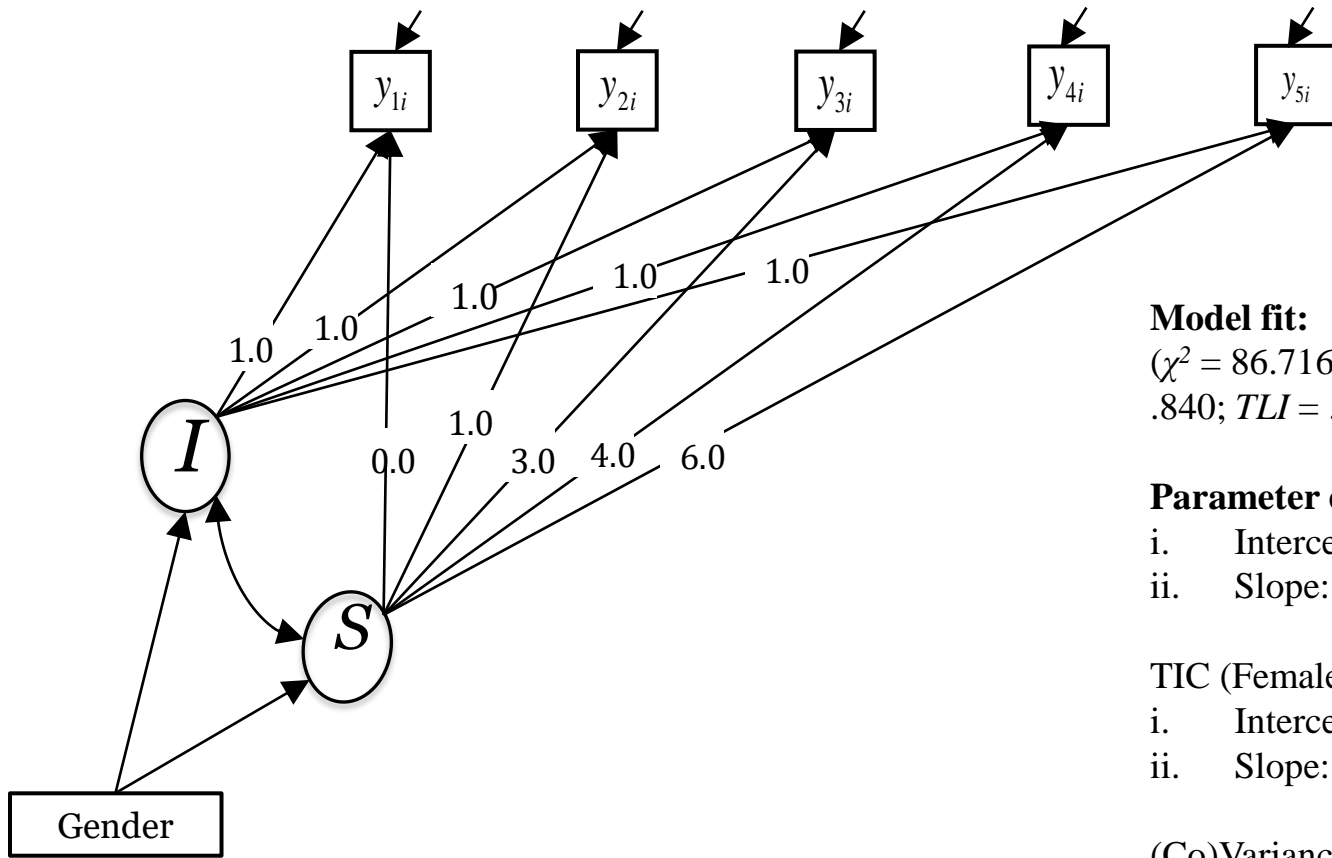 y1i y2i y3i y4i y5i
1.0 1.0 1.0 1.0 1.0
I
0.0 1.0 3.0 4.0 6.0
S
Gender
Model fit:
(χ² = 86.716
.840; TLI = .
Parameter
i. Interce
ii. Slope:
TIC (Female
i. Interce
ii. Slope:
(Co)Varianc